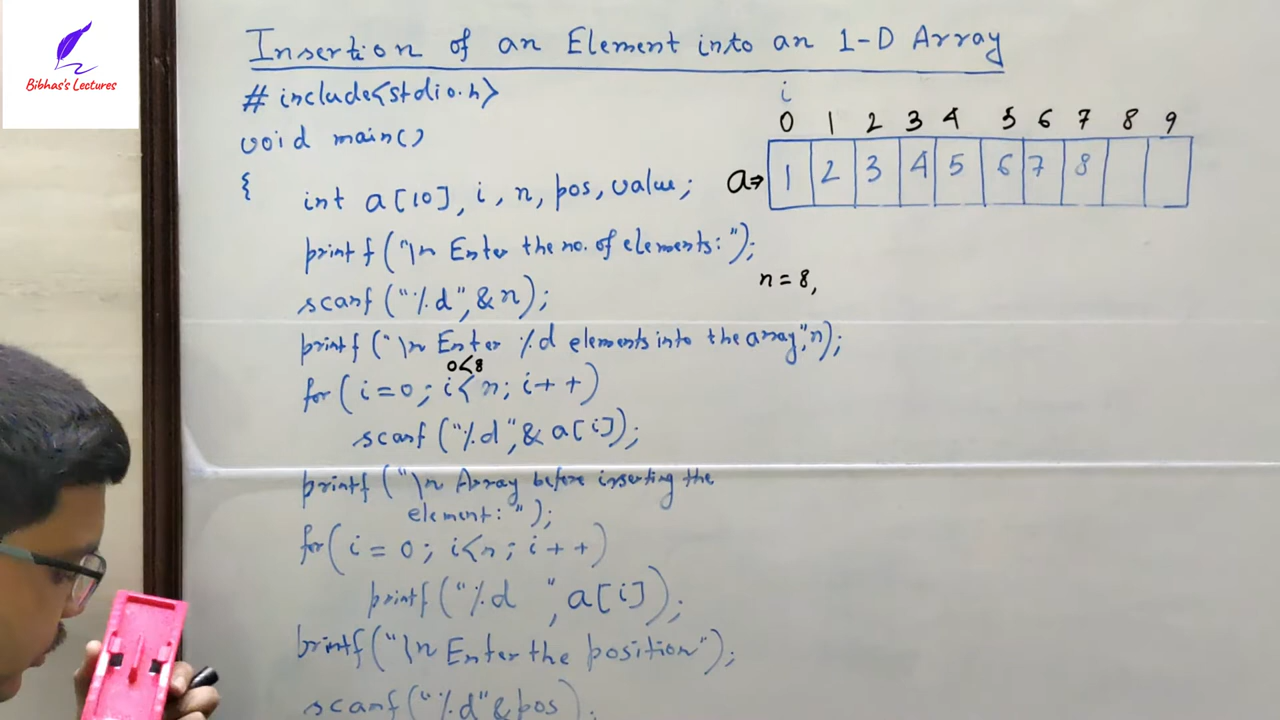 Bibhas's Lectures
Insertion of an Element into an 1-D Array
# include<stdio.h>
void main()
{
int a[10], i, n, pos, value;
printf("\n Enter the no. of elements: ");
scanf("%d",&n);
printf("\n Enter %d elements into the array",n);
0<8
for(i=0; i<n; i++)
scanf("%d",&a[i]);
printf("\n Array before inserting the
element: ");
for(i=0; i<n; i++)
printf("%d ",a[i]);
printf("\n Enter the position");
scanf("%d"&pos).
i
0 1 2 3 4 5 6 7 8 9
a⇒ 1 2 3 4 5 6 7 8
n = 8,